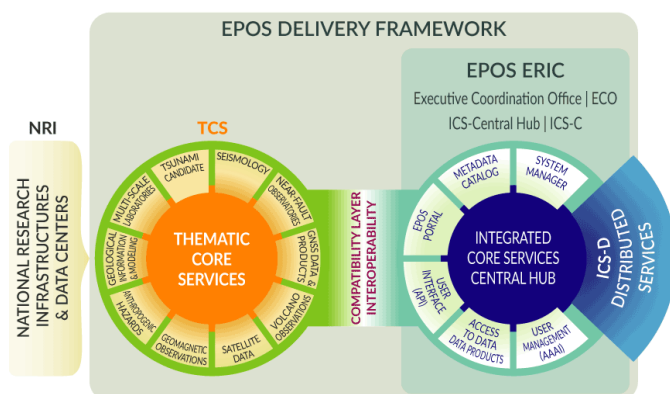 EPOS DELIVERY FRAMEWORK
EPOS ERIC
Executive Coordination Office | ECO
ICS-Central Hub | ICS-C
NRI
NATIONAL RESEARCH
INFRASTRUCTURES
& DATA CENTERS
TCS
THEMATIC
CORE
SERVICES
TSUNAMI
CANDIDATE
SEISMOLOGY
NEAR-FAULT
OBSERVATORIES
GNSS DATA &
PRODUCTS
VOLCANO
OBSERVATIONS
SATELLITE
DATA
GEOMAGNETIC
OBSERVATIONS
ANTHROPOGENIC
HAZARDS
GEOLOGICAL
INFORMATION
& MODELING
MULTI-SCALE
LABORATORIES
COMPATIBILITY LAYER
INTEROPERABILITY
INTEGRATED
CORE SERVICES
CENTRAL HUB
METADATA
CATALOG
SYSTEM
MANAGER
USER
MANAGEMENT
(AAAI)
ACCESS
TO DATA
DATA PRODUCTS
USER
INTERFACE
(API)
EPOS
PORTAL
ICS-D
DISTRIBUTED
SERVICES